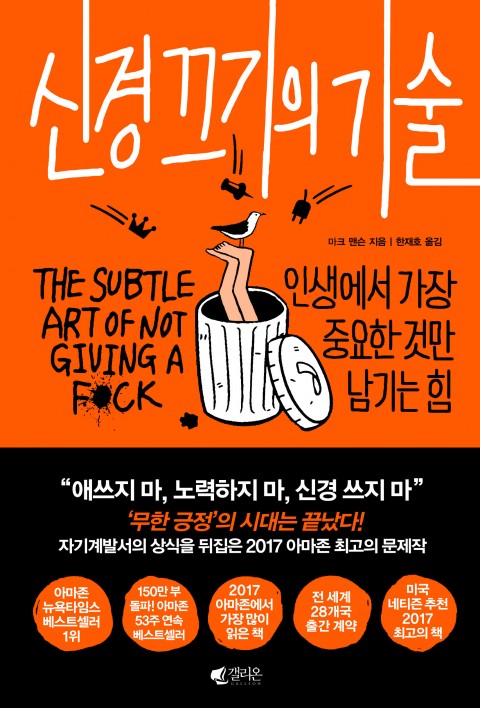 신경 끄기의 기술
마크 맨슨 지음 | 한재호 옮김
THE SUBTLE
ART OF NOT
GIVING A
F CK
인생에서 가장
중요한 것만
남기는 힘
“애쓰지 마, 노력하지 마, 신경 쓰지 마”
‘무한 긍정’의 시대는 끝났다!
자기계발서의 상식을 뒤집은 2017 아마존 최고의 문제작
아마존
뉴욕타임스
베스트셀러
1위
150만 부
돌파! 아마존
53주 연속
베스트셀러
2017
아마존에서
가장 많이
읽은 책
전 세계
28개국
출간 계약
미국
네티즌 추천
2017
최고의 책
갤리온
GALLEON